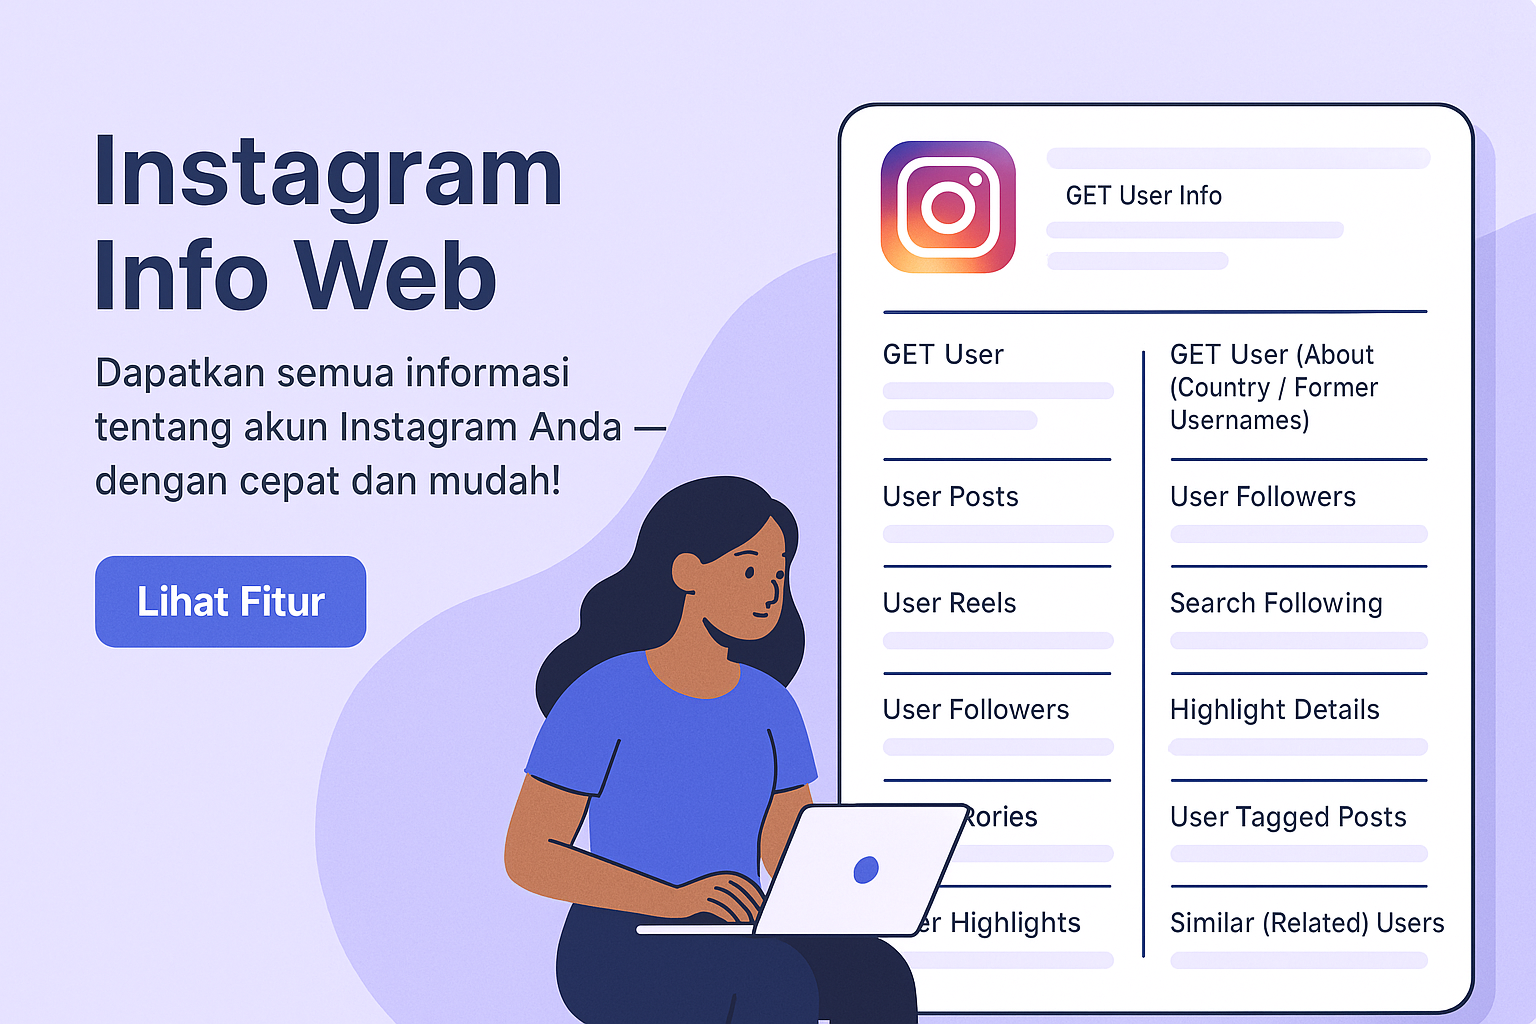 Instagram
Info Web
Dapatkan semua informasi
tentang akun Instagram Anda —
dengan cepat dan mudah!
Lihat Fitur
GET User Info
GET User
User Posts
User Reels
User Followers
Highlights
GET User (About
(Country / Former
Usernames)
User Followers
Search Following
Highlight Details
User Tagged Posts
Similar (Related) Users